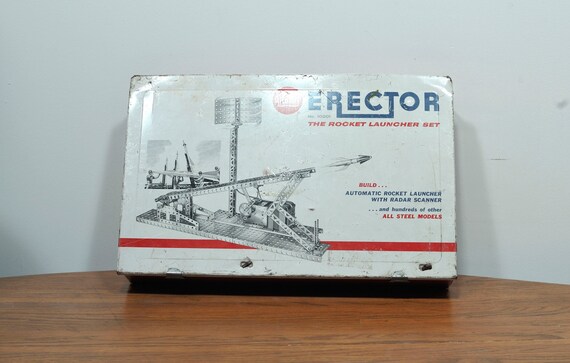 ERECTOR
THE ROCKET LAUNCHER SET
BUILD...
AUTOMATIC ROCKET LAUNCHER
WITH RADAR SCANNER
...and hundreds of other
ALL STEEL MODELS